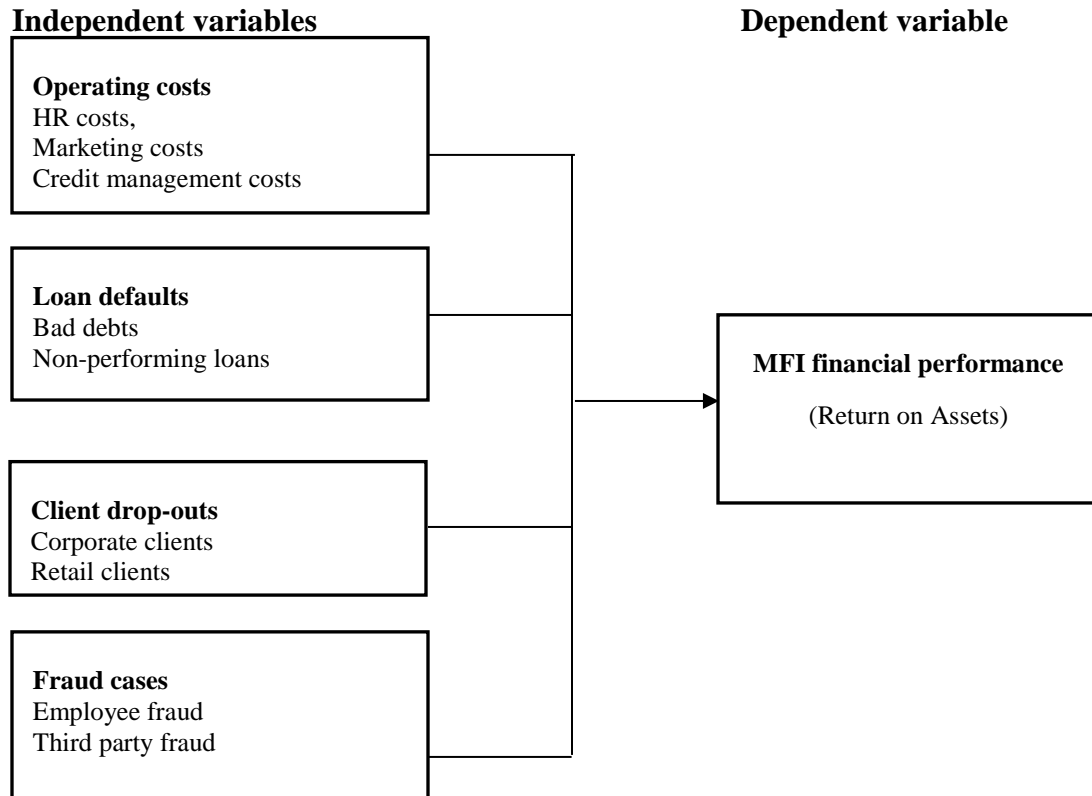 Independent variables
Dependent variable
Operating costs
HR costs,
Marketing costs
Credit management costs
Loan defaults
Bad debts
Non-performing loans
MFI financial performance
(Return on Assets)
Client drop-outs
Corporate clients
Retail clients
Fraud cases
Employee fraud
Third party fraud